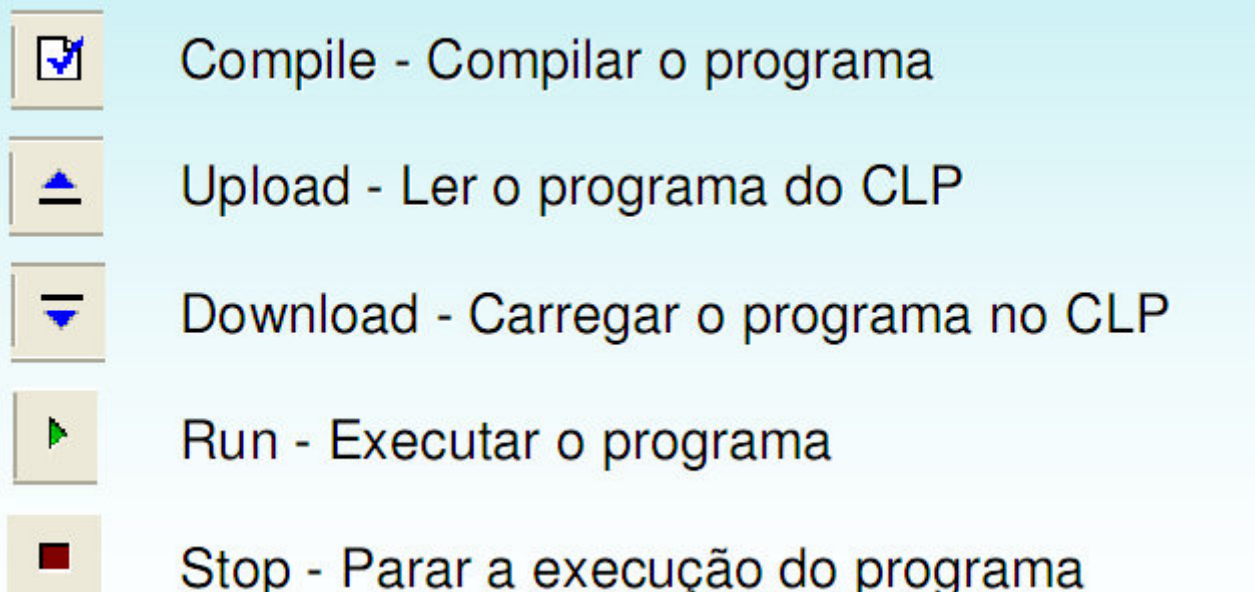 Compile - Compilar o programa
Upload - Ler o programa do CLP
Download - Carregar o programa no CLP
Run - Executar o programa
Stop - Parar a execução do programa